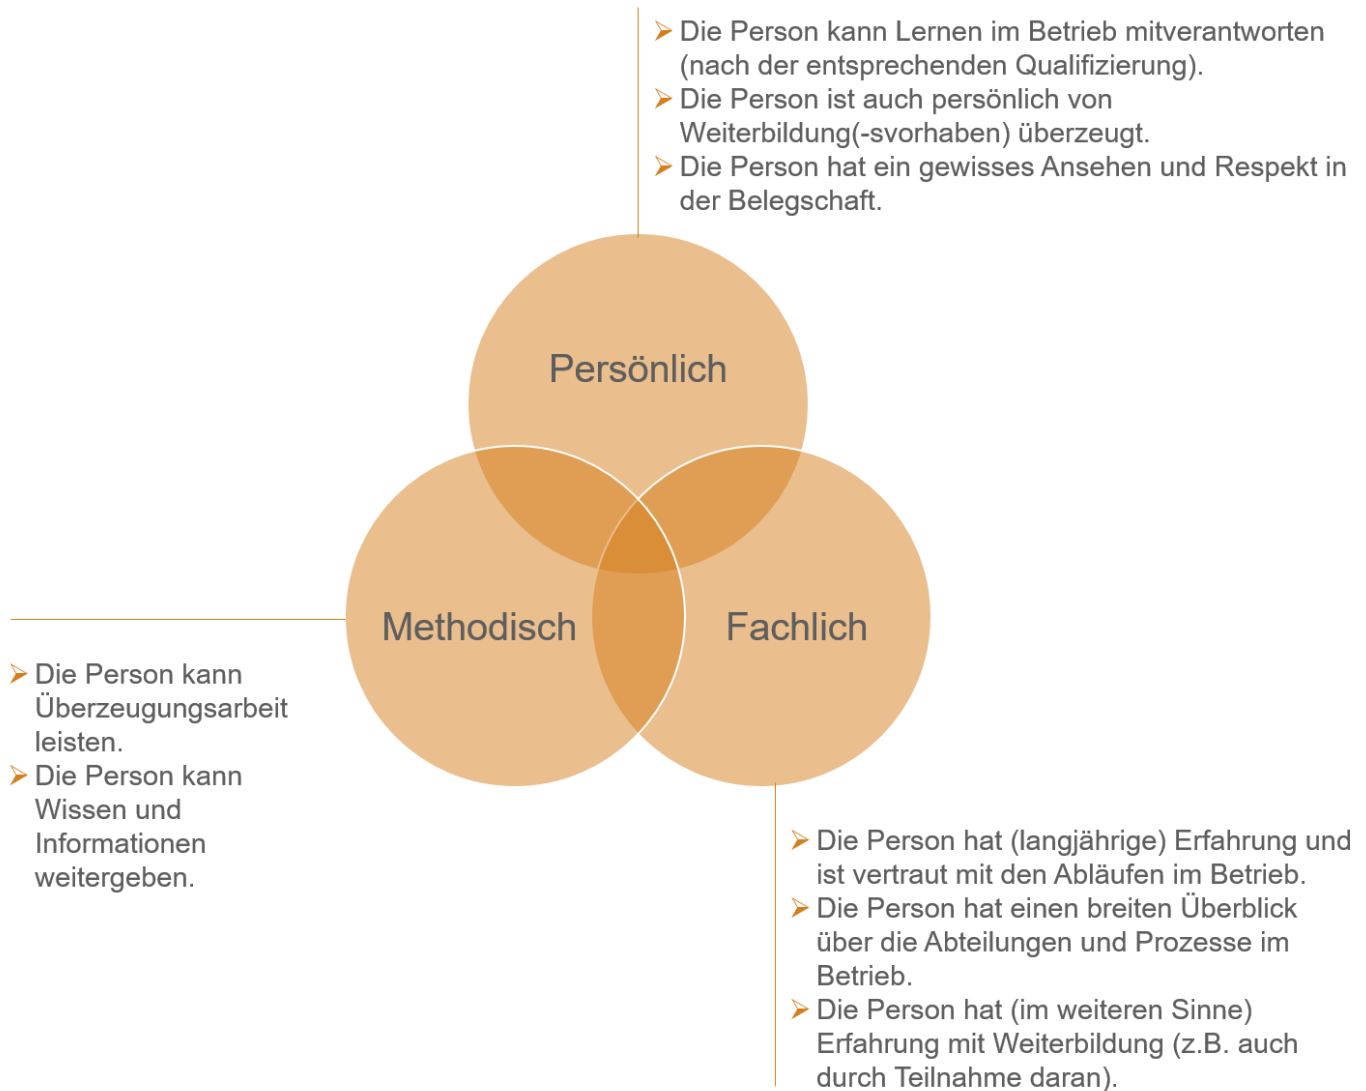 Die Person kann Lernen im Betrieb mitverantworten
(nach der entsprechenden Qualifizierung).
Die Person ist auch persönlich von
Weiterbildung(-svorhaben) überzeugt.
Die Person hat ein gewisses Ansehen und Respekt in
der Belegschaft.
Persönlich
Methodisch
Fachlich
Die Person kann
Überzeugungsarbeit
leisten.
Die Person kann
Wissen und
Informationen
weitergeben.
Die Person hat (langjährige) Erfahrung und
ist vertraut mit den Abläufen im Betrieb.
Die Person hat einen breiten Überblick
über die Abteilungen und Prozesse im
Betrieb.
Die Person hat (im weiteren Sinne)
Erfahrung mit Weiterbildung (z.B. auch
durch Teilnahme daran).